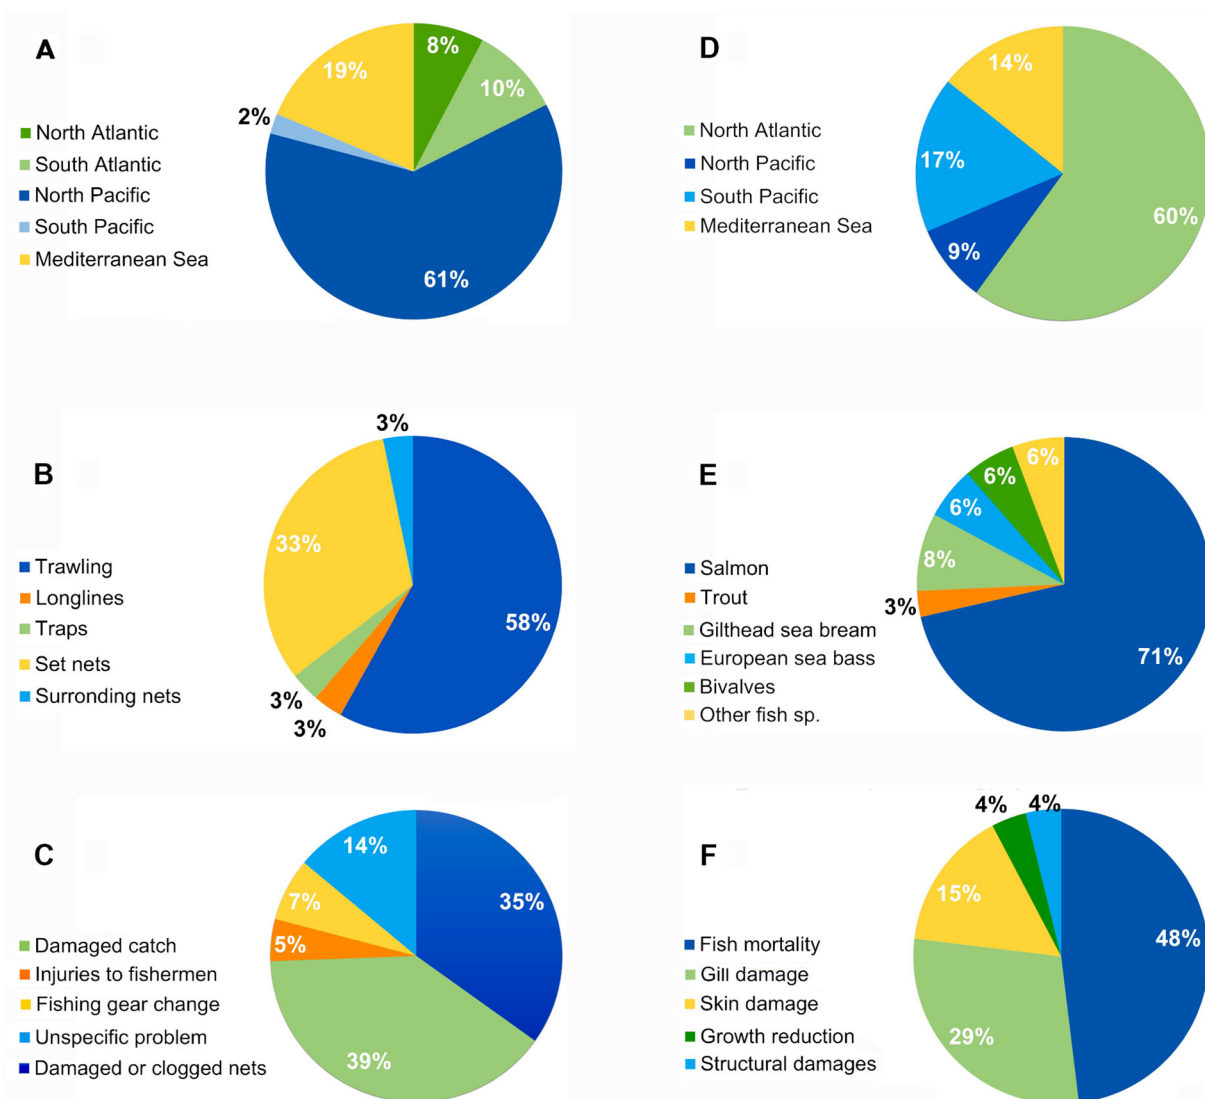 A
North Atlantic
South Atlantic
North Pacific
South Pacific
Mediterranean Sea
8%
10%
61%
2%
19%
D
North Atlantic
North Pacific
South Pacific
Mediterranean Sea
14%
17%
9%
60%
B
Trawling
Longlines
Traps
Set nets
Surronding nets
3%
33%
58%
3%
3%
E
Salmon
Trout
Gilthead sea bream
European sea bass
Bivalves
Other fish sp.
6%
6%
6%
8%
3%
71%
C
Damaged catch
Injuries to fishermen
Fishing gear change
Unspecific problem
Damaged or clogged nets
14%
7%
5%
35%
39%
F
Fish mortality
Gill damage
Skin damage
Growth reduction
Structural damages
4%
4%
15%
48%
29%